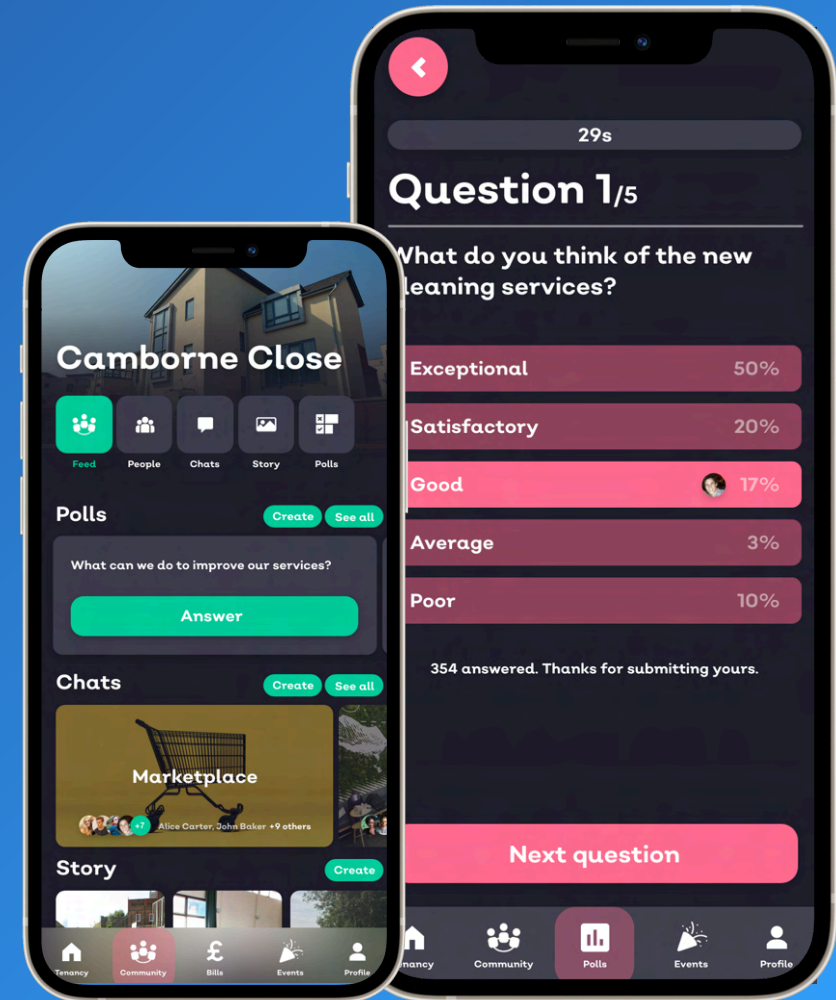 29s
Question 1/5
What do you think of the new
leaning services?
Exceptional 50%
Satisfactory 20%
Good 17%
Average 3%
Poor 10%
354 answered. Thanks for submitting yours.
Next question
nancy Community Polls Events Profile
Camborne Close
Feed People Chats Story Polls
Polls Create See all
What can we do to improve our services?
Answer
Chats Create See all
Marketplace
+7 Alice Carter, John Baker +9 others
Story Create
Tenancy Community Bills Events Profile